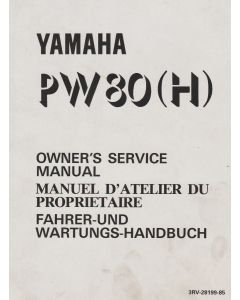 YAMAHA
PW80(H)
OWNER'S SERVICE
MANUAL
MANUEL D'ATELIER DU
PROPRIETAIRE
FAHRER-UND
WARTUNGS-HANDBUCH
3RV-28199-85